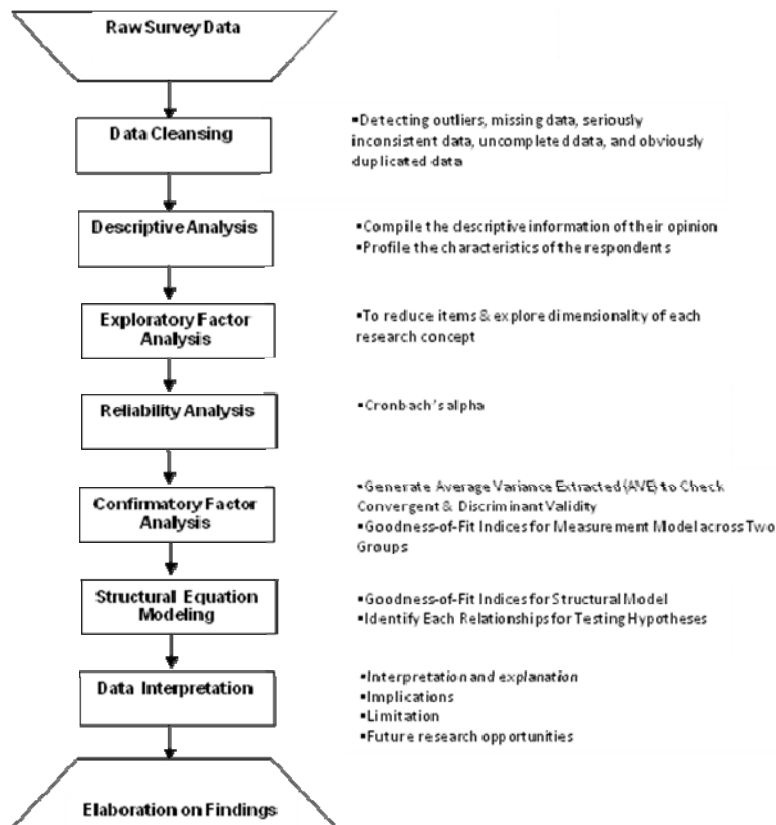 Raw Survey Data
Data Cleansing
▪Detecting outliers, missing data, seriously
inconsistent data, uncompleted data, and obviously
duplicated data
Descriptive Analysis
▪Compile the descriptive information of their opinion
▪Profile the characteristics of the respondents
Exploratory Factor
Analysis
▪To reduce items & explore dimensionality of each
research concept
Reliability Analysis
▪Cronbach's alpha
Confirmatory Factor
Analysis
▪Generate Average Variance Extracted (AVE) to Check
Convergent & Discriminant Validity
▪Goodness-of-Fit Indices for Measurement Model across Two
Groups
Structural Equation
Modeling
▪Goodness-of-Fit Indices for Structural Model
▪Identify Each Relationships for Testing Hypotheses
Data Interpretation
▪Interpretation and explanation
▪Implications
▪Limitation
▪Future research opportunities
Elaboration on Findings